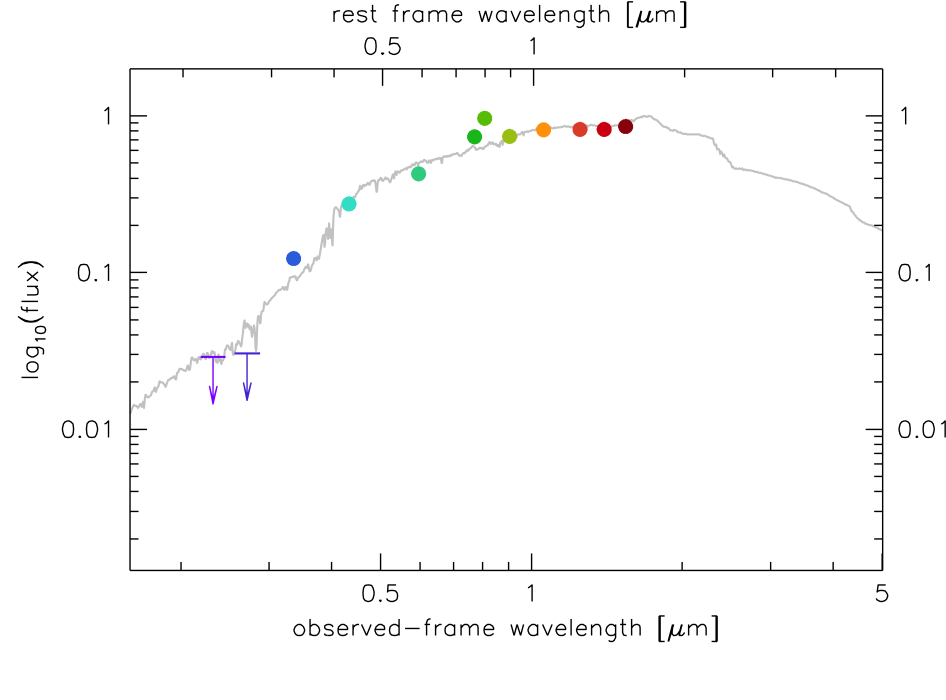 rest frame wavelength [μm]
0.5 1
1 1
0.1 0.1
0.01 0.01
log10(flux)
0.5 1 5
observed-frame wavelength [μm]